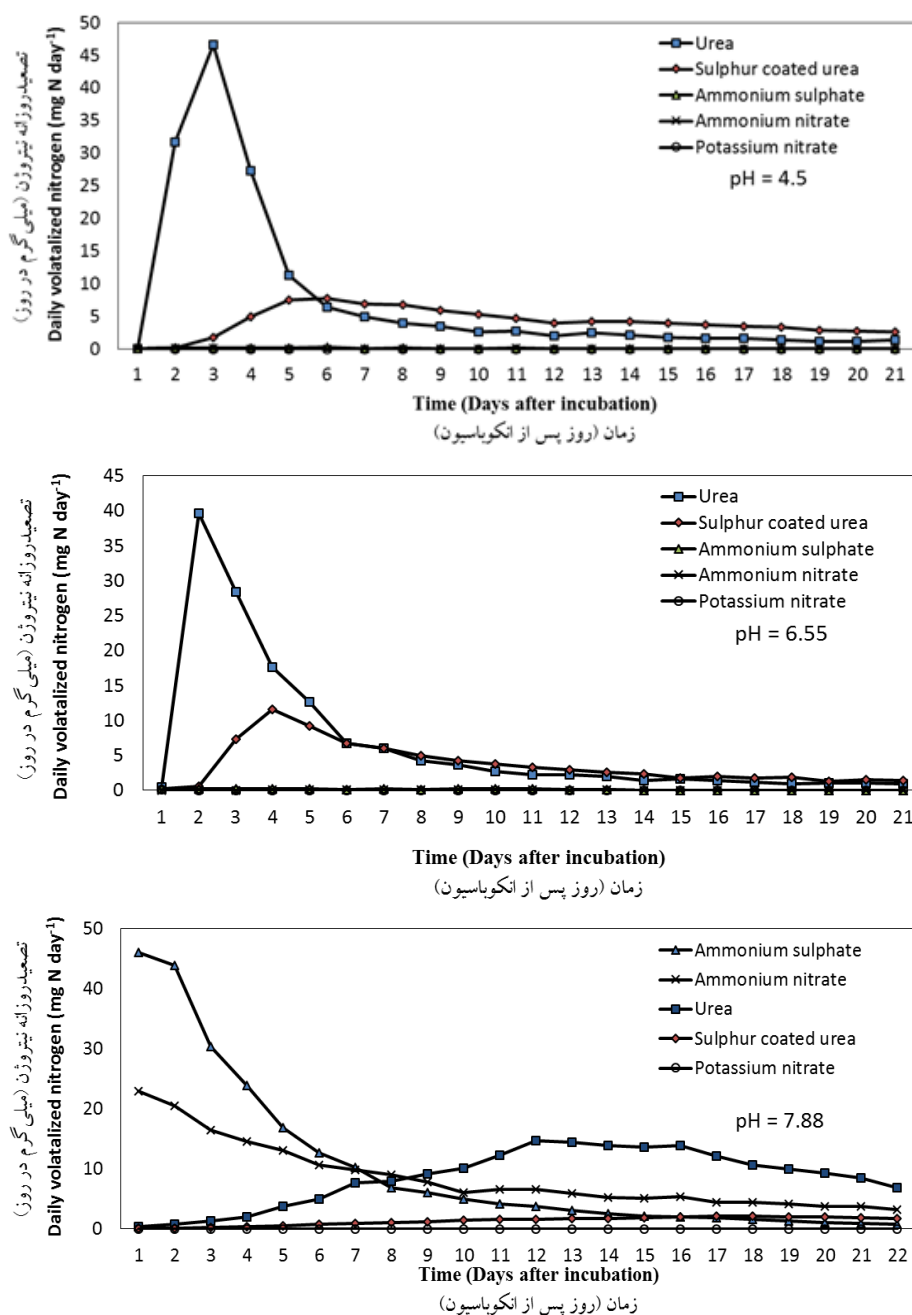 تصعیدروزانه نیتروژن (میلی گرم در روز)
Daily volatalized nitrogen (mg N day-1)
50
45
40
35
30
25
20
15
10
5
0
Urea
Sulphur coated urea
Ammonium sulphate
Ammonium nitrate
Potassium nitrate
pH = 4.5
1 2 3 4 5 6 7 8 9 10 11 12 13 14 15 16 17 18 19 20 21
Time (Days after incubation)
زمان (روز پس از انکوباسیون)
تصعیدروزانه نیتروژن (میلی گرم در روز)
Daily volatalized nitrogen (mg N day-1)
45
40
35
30
25
20
15
10
5
0
Urea
Sulphur coated urea
Ammonium sulphate
Ammonium nitrate
Potassium nitrate
pH = 6.55
1 2 3 4 5 6 7 8 9 10 11 12 13 14 15 16 17 18 19 20 21
Time (Days after incubation)
زمان (روز پس از انکوباسیون)
تصعیدروزانه نیتروژن (میلی گرم در روز)
Daily volatalized nitrogen (mg N day-1)
50
40
30
20
10
0
Ammonium sulphate
Ammonium nitrate
Urea
Sulphur coated urea
Potassium nitrate
pH = 7.88
1 2 3 4 5 6 7 8 9 10 11 12 13 14 15 16 17 18 19 20 21 22
Time (Days after incubation)
زمان (روز پس از انکوباسیون)